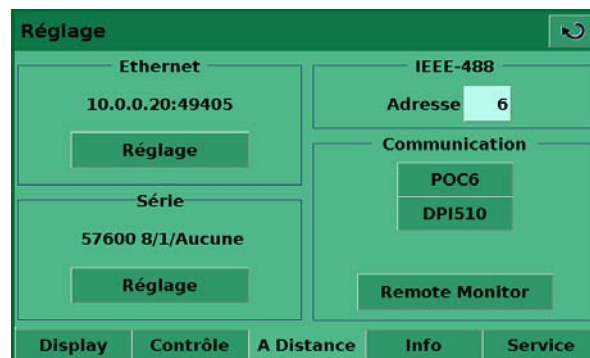 Réglage
Ethernet
10.0.0.20:49405
Réglage
Série
57600 8/1/Aucune
Réglage
IEEE-488
Adresse 6
Communication
POC6
DPI510
Remote Monitor
Display Contrôle A Distance Info Service